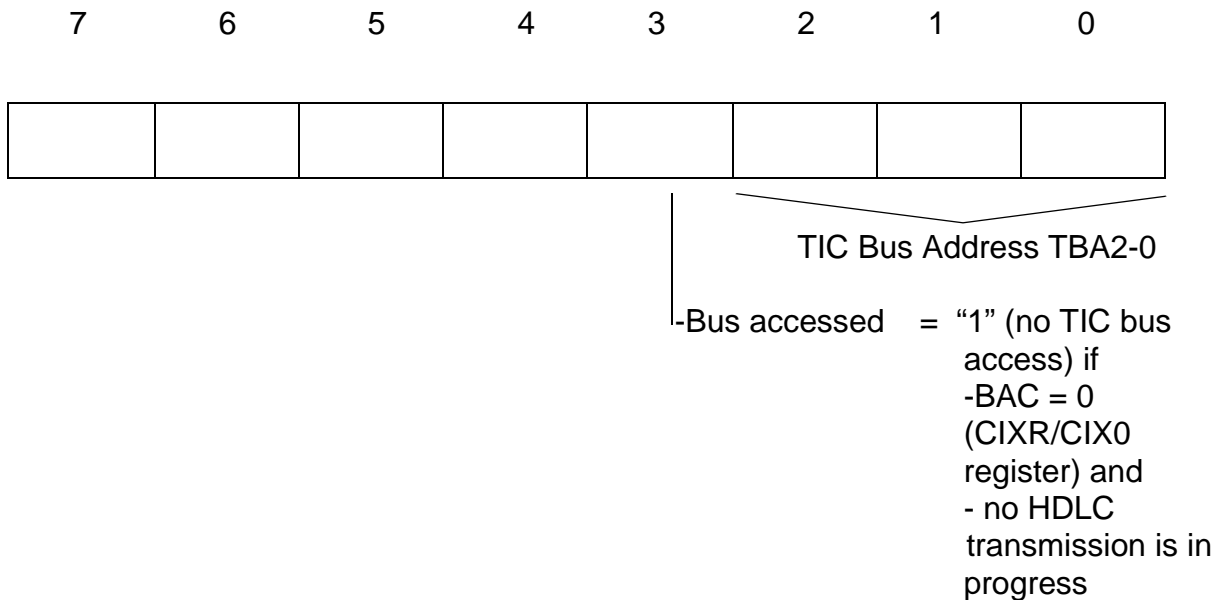 7 6 5 4 3 2 1 0
TIC Bus Address TBA2-0
-Bus accessed = “1” (no TIC bus
access) if
-BAC = 0
(CIXR/CIX0
register) and
- no HDLC
transmission is in
progress